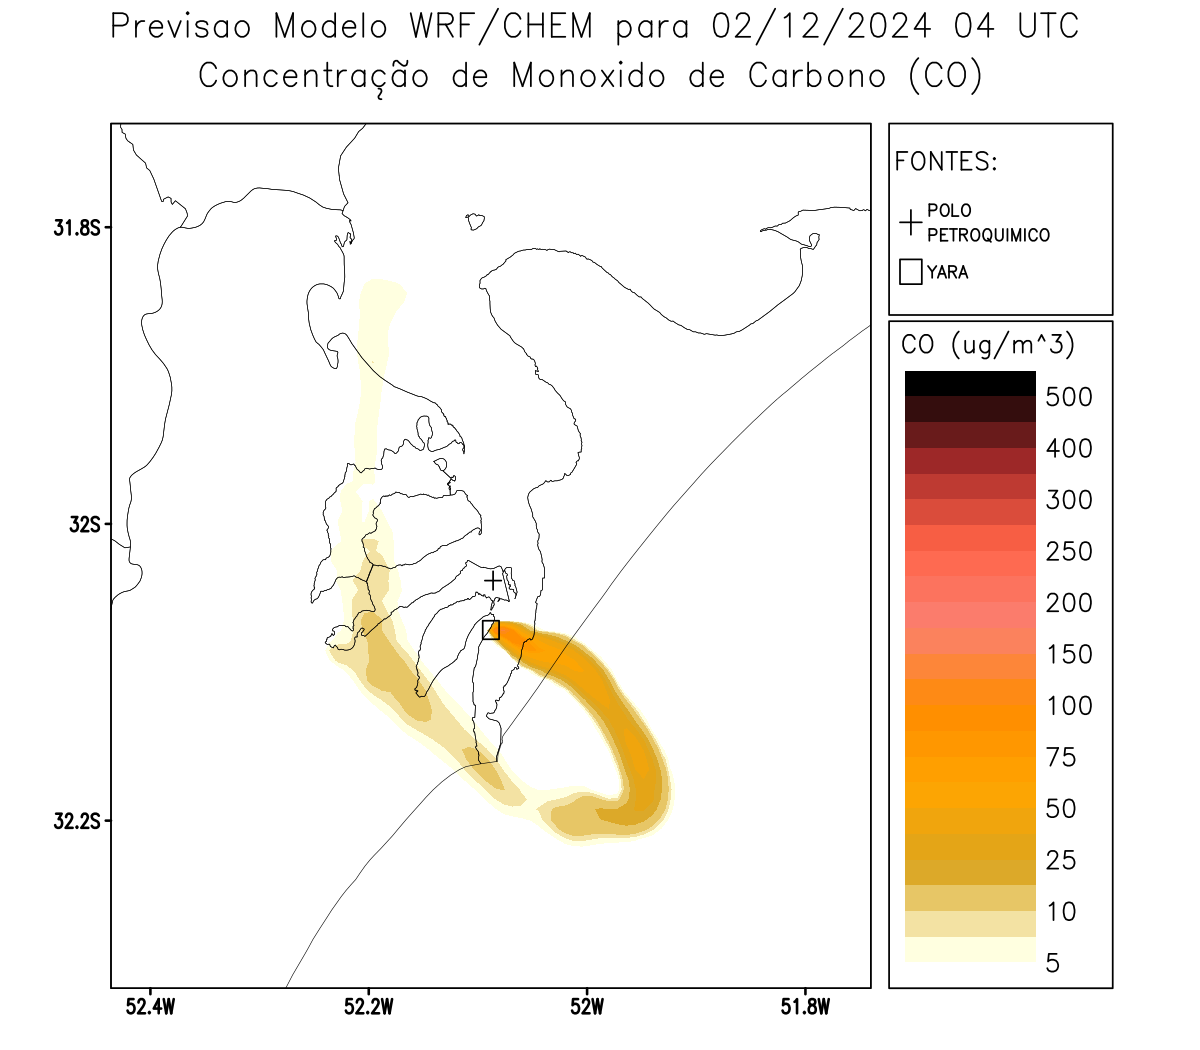 Previsao Modelo WRF/CHEM para 02/12/2024 04 UTC
Concentração de Monoxido de Carbono (CO)
FONTES:
POLO
PETROQUIMICO
YARA
CO (ug/m^3)
500
400
300
250
200
150
100
75
50
25
10
5
31.8S
32S
32.2S
52.4W
52.2W
52W
51.8W